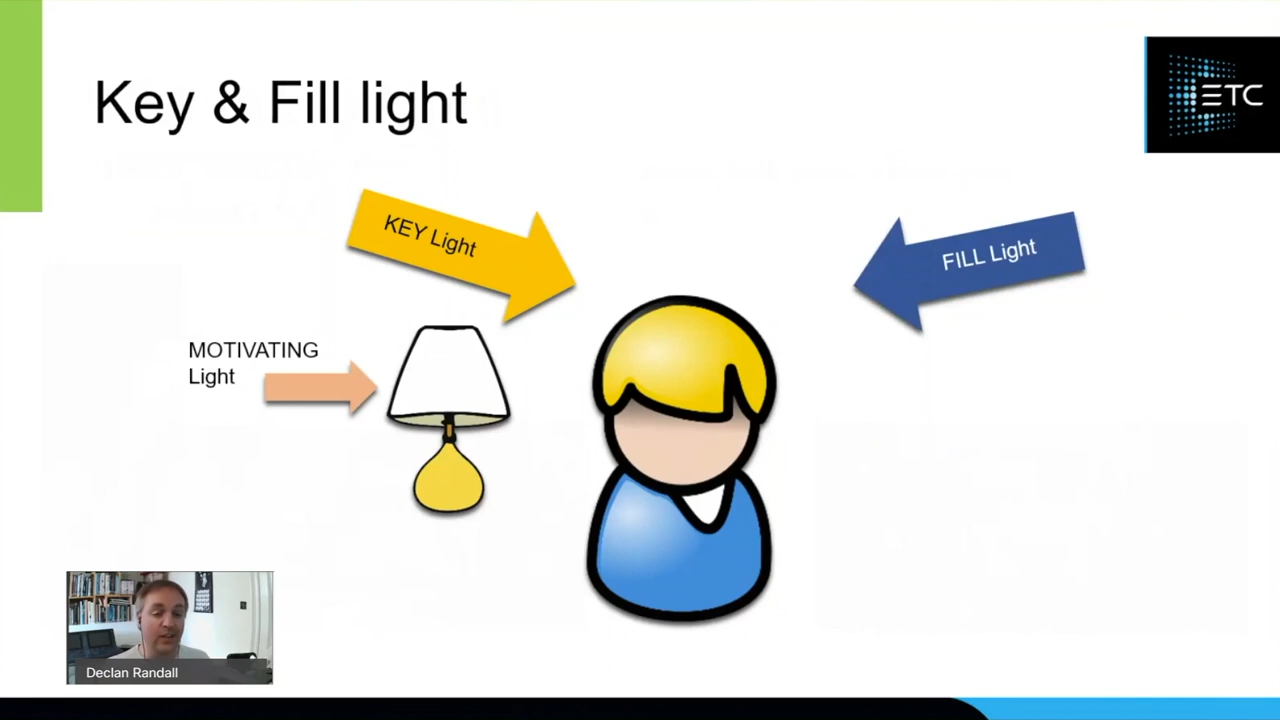 Key & Fill light
ETC
KEY Light
FILL Light
MOTIVATING
Light
Declan Randall